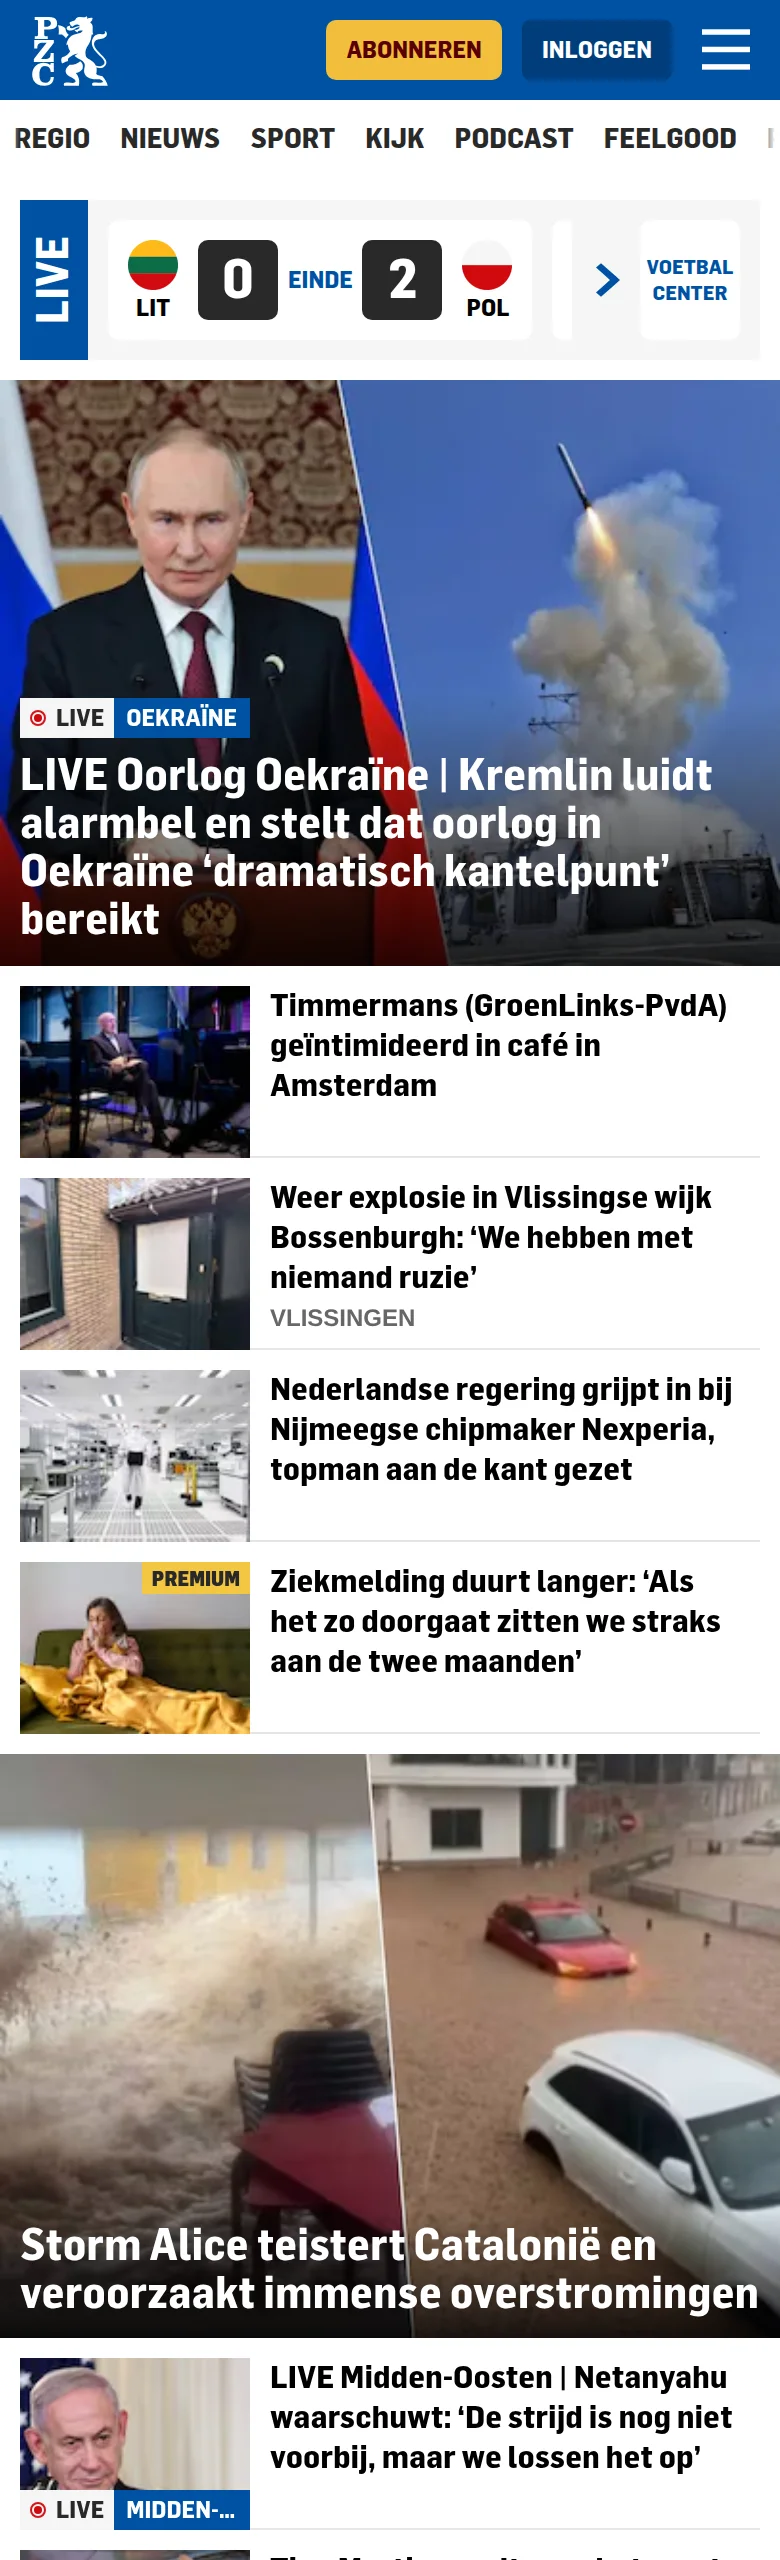 PZC
ABONNEREN
INLOGGEN
REGIO NIEUWS SPORT KIJK PODCAST FEELGOOD
LIVE
LIT
0
EINDE
2
POL
VOETBAL
CENTER
LIVE OEKRAÏNE
LIVE Oorlog Oekraïne | Kremlin luidt
alarmbel en stelt dat oorlog in
Oekraïne ‘dramatisch kantelpunt’
bereikt
Timmermans (GroenLinks-PvdA)
geïntimideerd in café in
Amsterdam
Weer explosie in Vlissingse wijk
Bossenburgh: ‘We hebben met
niemand ruzie’
VLISSINGEN
Nederlandse regering grijpt in bij
Nijmeegse chipmaker Nexperia,
topman aan de kant gezet
PREMIUM
Ziekmelding duurt langer: ‘Als
het zo doorgaat zitten we straks
aan de twee maanden’
Storm Alice teistert Catalonië en
veroorzaakt immense overstromingen
LIVE Midden-Oosten | Netanyahu
waarschuwt: ‘De strijd is nog niet
voorbij, maar we lossen het op’
LIVE MIDDEN-...